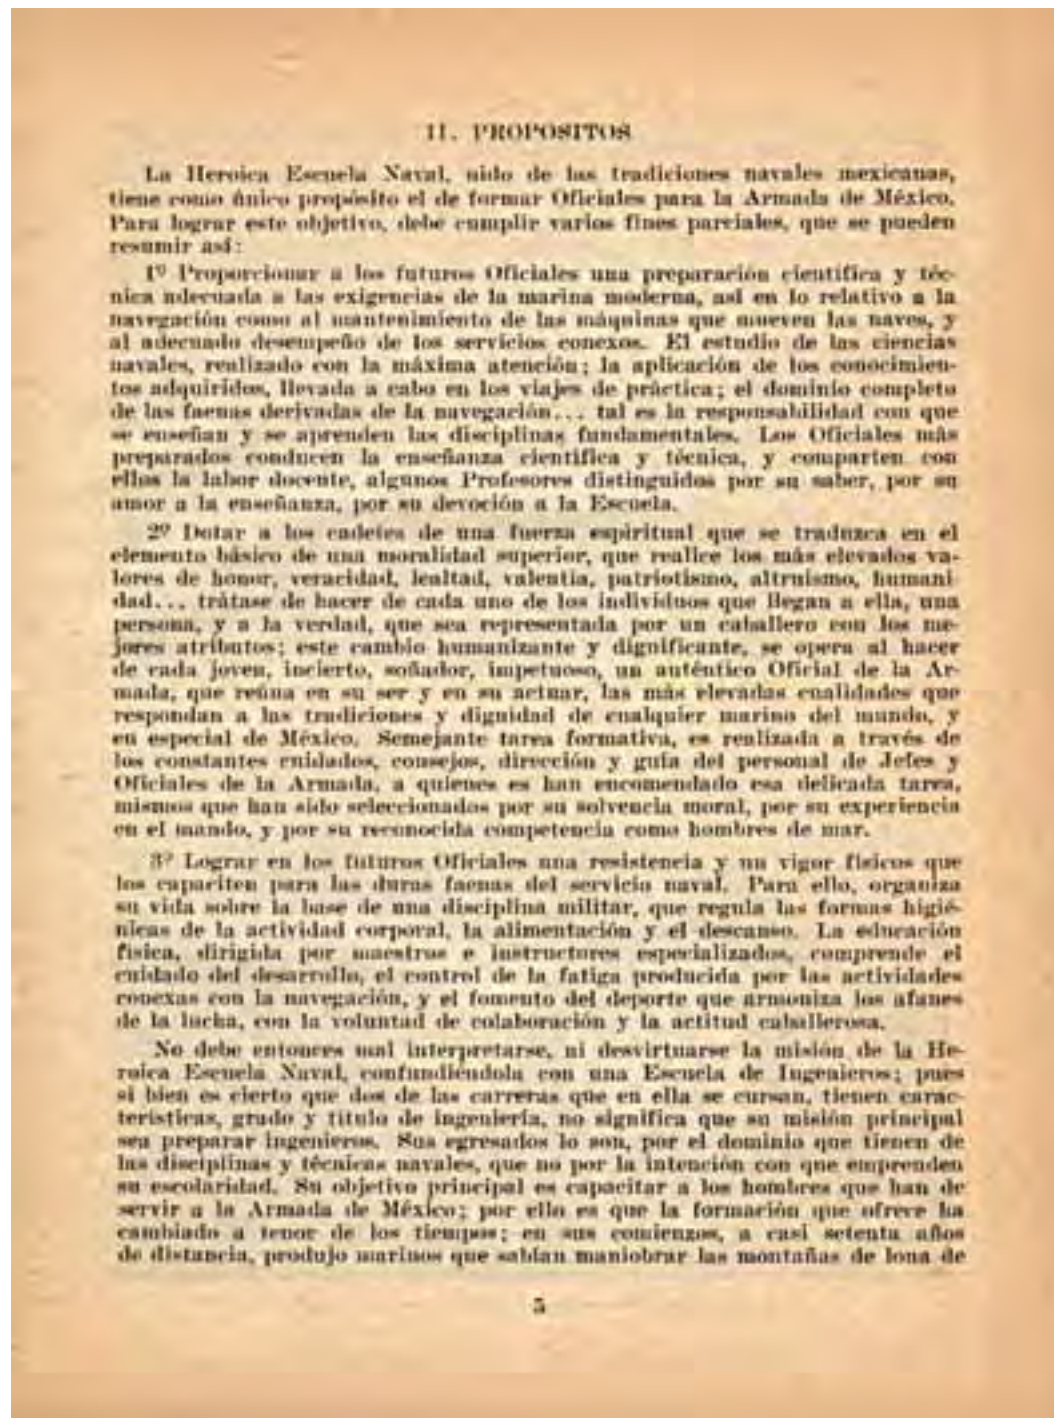 II. PROPOSITOS
La Heroica Escuela Naval, nido de las tradiciones navales mexicanas,
tiene como único propósito el de formar Oficiales para la Armada de México.
Para lograr este objetivo, debe cumplir varios fines parciales, que se pueden
resumir así:
1º Proporcionar a los futuros Oficiales una preparación científica y téc-
nica adecuada a las exigencias de la marina moderna, así en lo relativo a la
navegación como al mantenimiento de las máquinas que mueven las naves, y
al adecuado desempeño de los servicios conexos. El estudio de las ciencias
navales, realizado con la máxima atención; la aplicación de los conocimien-
tos adquiridos, llevada a cabo en los viajes de práctica; el dominio completo
de las faenas derivadas de la navegación... tal es la responsabilidad con que
se enseñan y se aprenden las disciplinas fundamentales. Los Oficiales más
preparados conducen la enseñanza científica y técnica, y comparten con
ellos la labor docente, algunos Profesores distinguidos por su saber, por su
amor a la enseñanza, por su devoción a la Escuela.
2º Dotar a los cadetes de una fuerza espiritual que se traduzca en el
elemento básico de una moralidad superior, que realice los más elevados va-
lores de honor, veracidad, lealtad, valentía, patriotismo, altruismo, humani
dad... trátase de hacer de cada uno de los individuos que llegan a ella, una
persona, y a la verdad, que sea representada por un caballero con los me-
jores atributos; este cambio humanizante y dignificante, se opera al hacer
de cada joven, incierto, soñador, impetuoso, un auténtico Oficial de la Ar-
mada, que reúna en su ser y en su actuar, las más elevadas cualidades que
respondan a las tradiciones y dignidad de cualquier marino del mundo, y
en especial de México. Semejante tarea formativa, es realizada a través de
los constantes cuidados, consejos, dirección y guía del personal de Jefes y
Oficiales de la Armada, a quienes es han encomendado esa delicada tarea,
mismos que han sido seleccionados por su solvencia moral, por su experiencia
en el mando, y por su reconocida competencia como hombres de mar.
3º Lograr en los futuros Oficiales una resistencia y un vigor físicos que
los capaciten para las duras faenas del servicio naval. Para ello, organiza
su vida sobre la base de una disciplina militar, que regula las formas higié-
nicas de la actividad corporal, la alimentación y el descanso. La educación
física, dirigida por maestros e instructores especializados, comprende el
cuidado del desarrollo, el control de la fatiga producida por las actividades
conexas con la navegación, y el fomento del deporte que armoniza los afanes
de la lucha, con la voluntad de colaboración y la actitud caballerosa.
No debe entonces mal interpretarse, ni desvirtuarse la misión de la He-
roica Escuela Naval, confundiéndola con una Escuela de Ingenieros; pues
si bien es cierto que dos de las carreras que en ella se cursan, tienen carac-
terísticas, grado y título de ingeniería, no significa que su misión principal
sea preparar ingenieros. Sus egresados lo son, por el dominio que tienen de
las disciplinas y técnicas navales, que no por la intención con que emprenden
su escolaridad. Su objetivo principal es capacitar a los hombres que han de
servir a la Armada de México; por ello es que la formación que ofrece ha
cambiado a tenor de los tiempos; en sus comienzos, a casi setenta años
de distancia, produjo marinos que sabían maniobrar las montañas de lona de
5